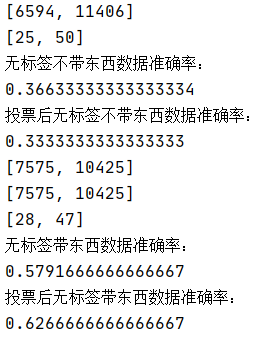 [6594, 11406]
[25, 50]
无标签不带东西数据准确率：
0.36633333333333334
投票后无标签不带东西数据准确率：
0.3333333333333333
[7575, 10425]
[7575, 10425]
[28, 47]
无标签带东西数据准确率：
0.5791666666666667
投票后无标签带东西数据准确率：
0.6266666666666667